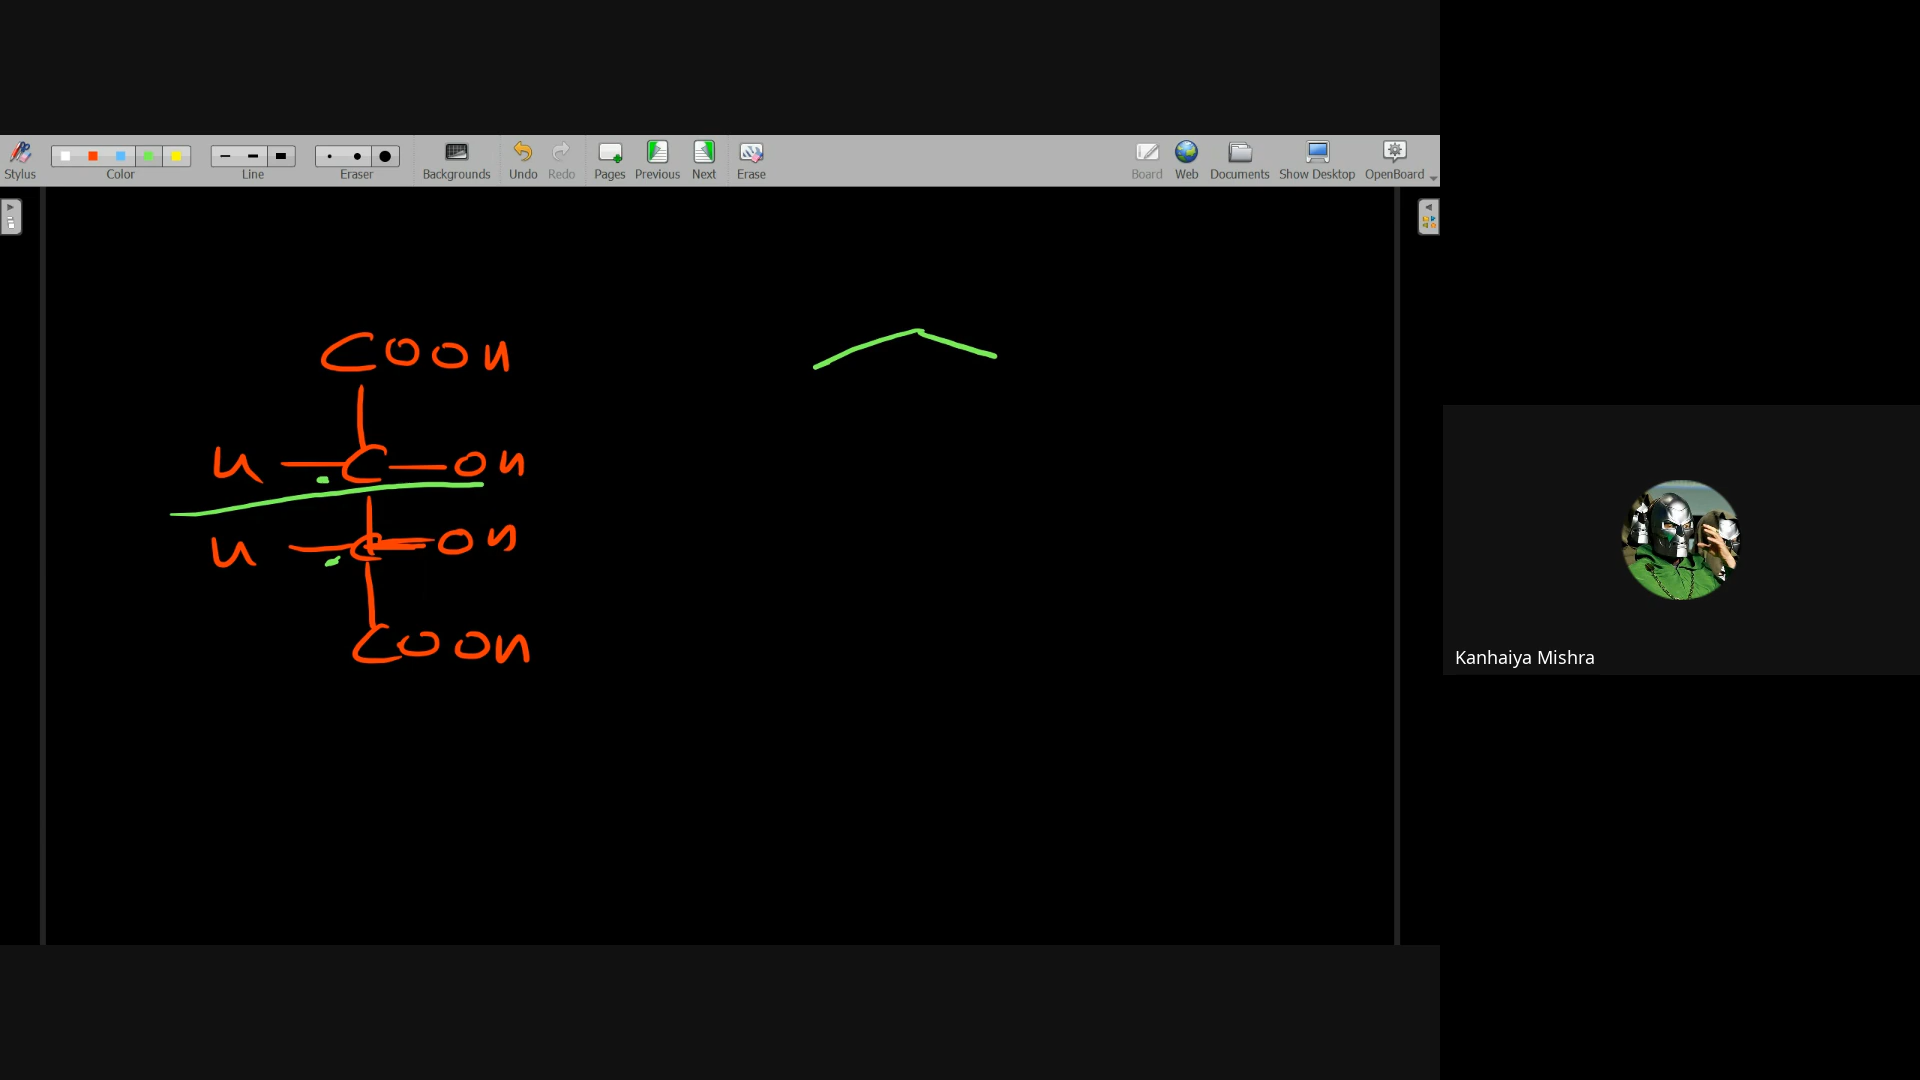 Stylus Color Line Eraser Backgrounds Undo Redo Pages Previous Next Erase Board Web Documents Show Desktop OpenBoard
COOH
H C OH
H C OH
COOH
Kanhaiya Mishra